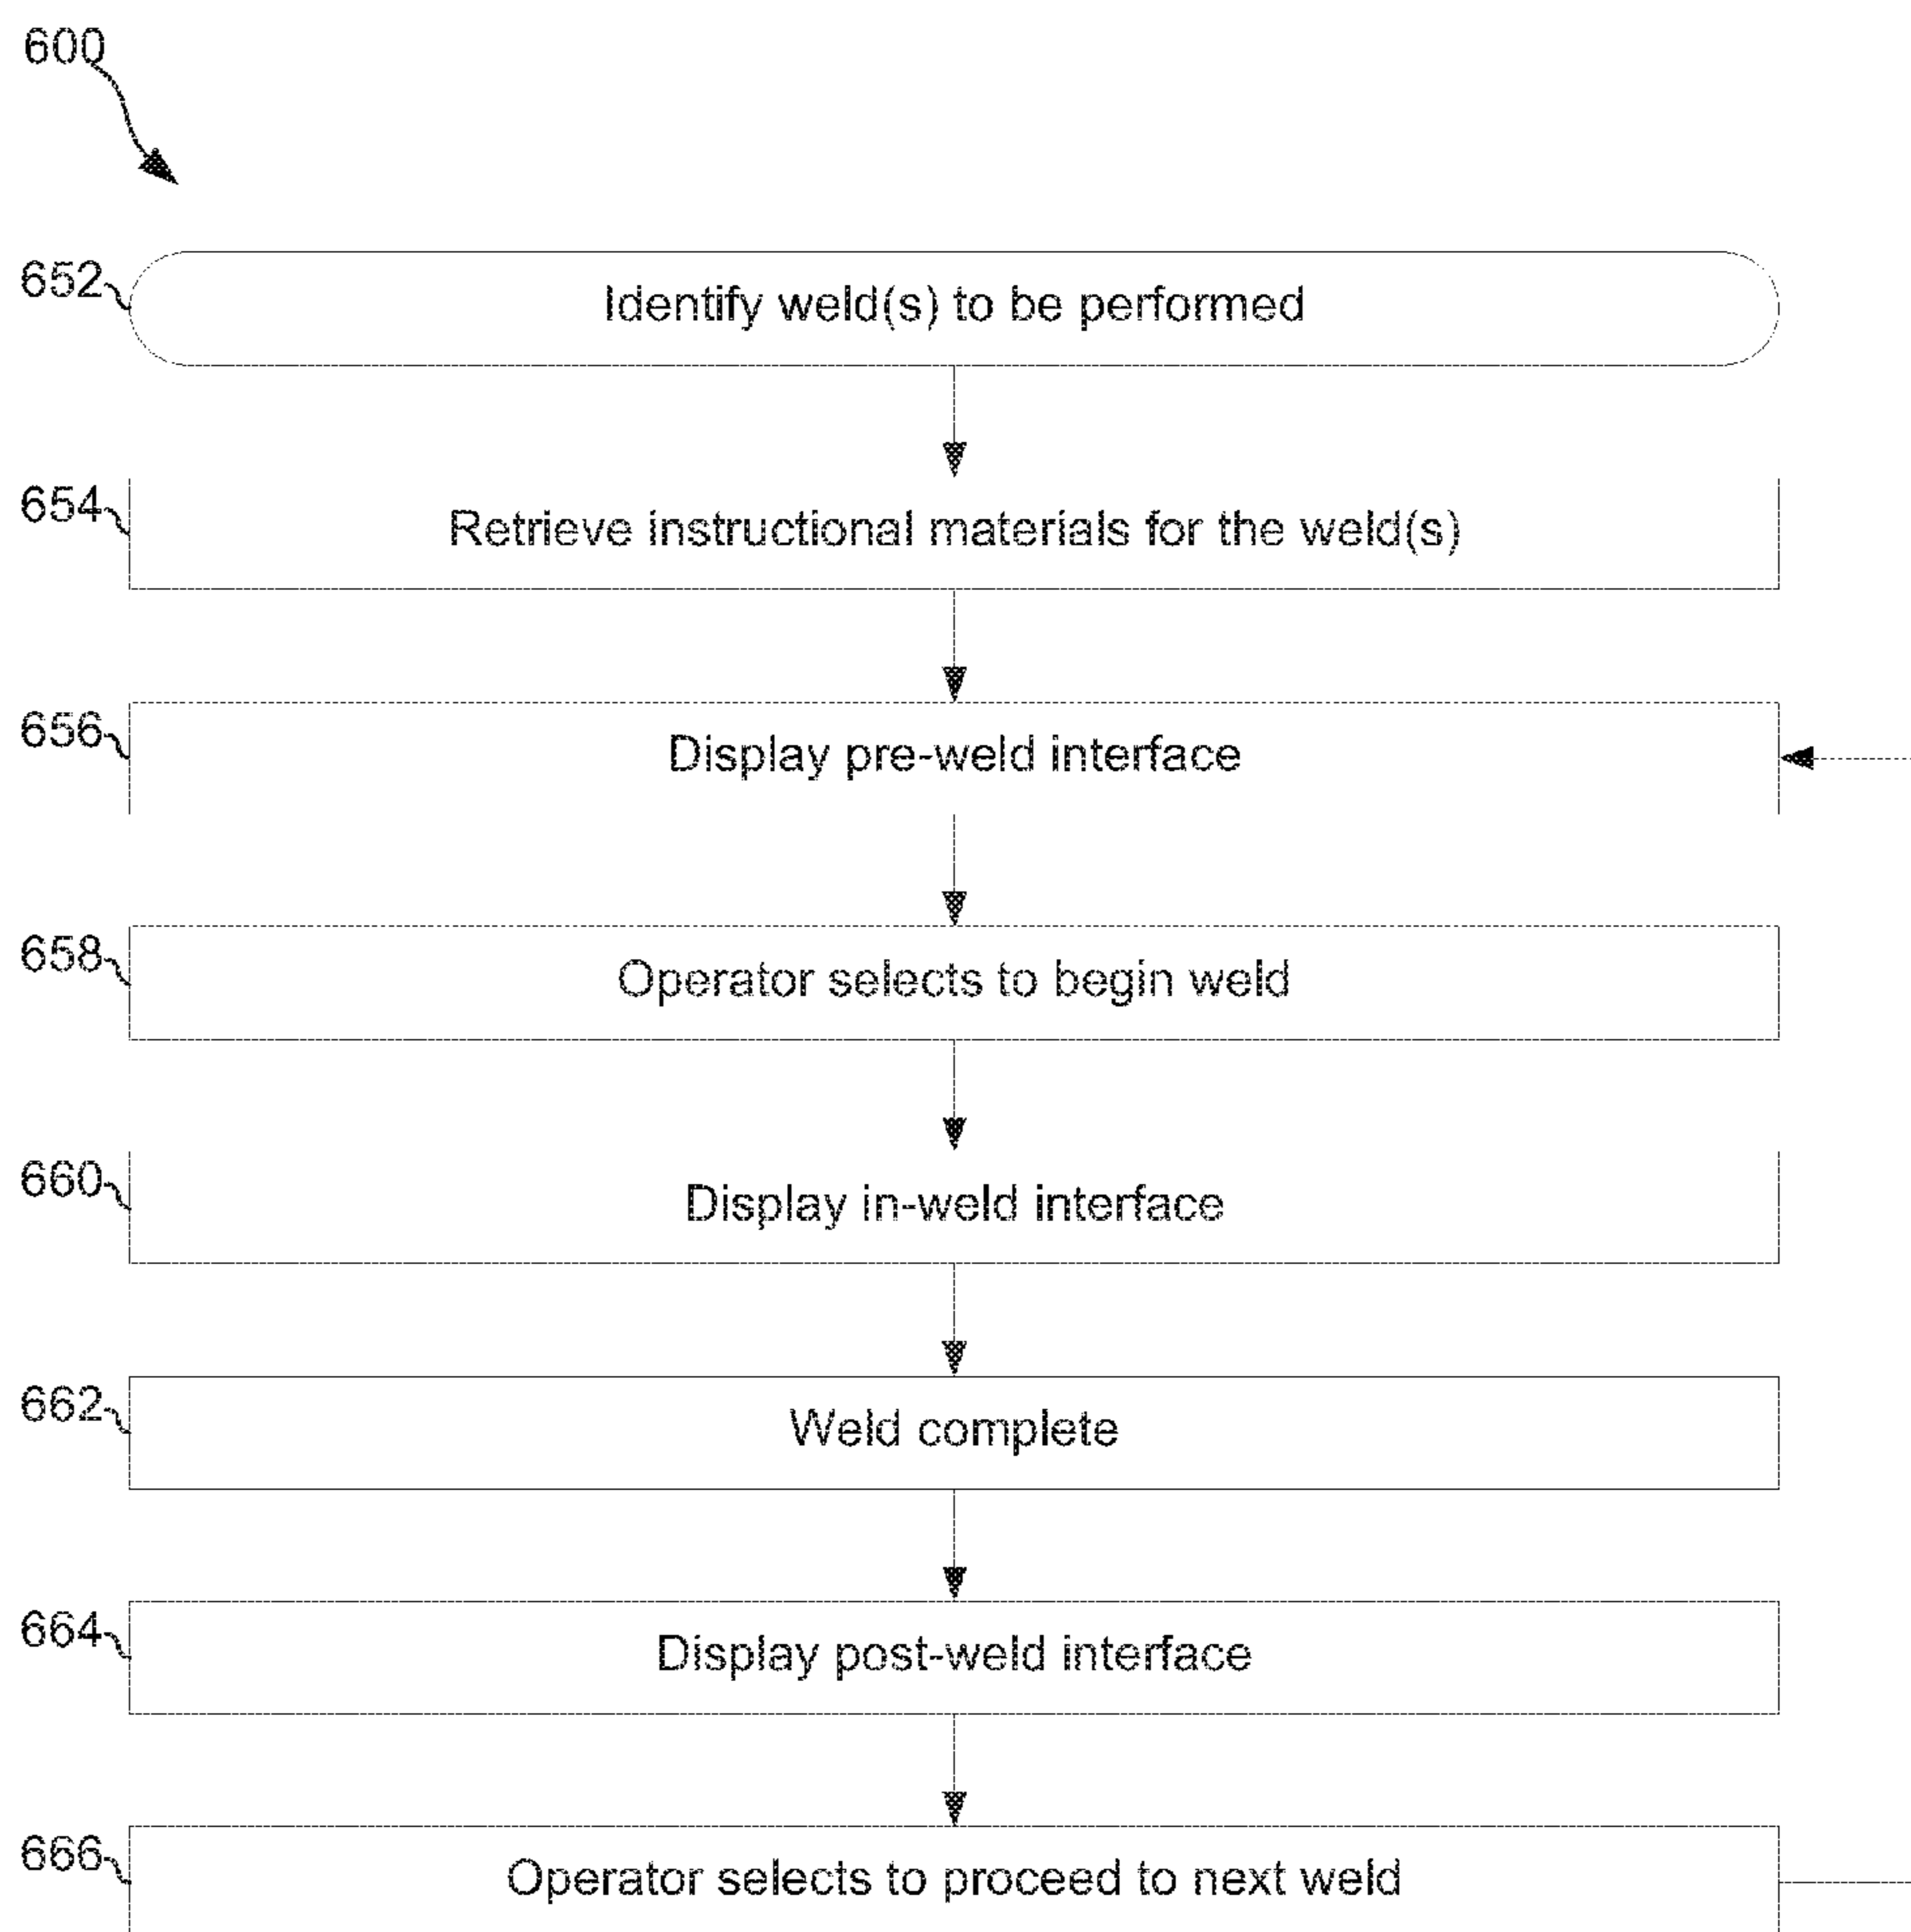 600
652
Identify weld(s) to be performed
654
Retrieve instructional materials for the weld(s)
656
Display pre-weld interface
658
Operator selects to begin weld
660
Display in-weld interface
662
Weld complete
664
Display post-weld interface
666
Operator selects to proceed to next weld